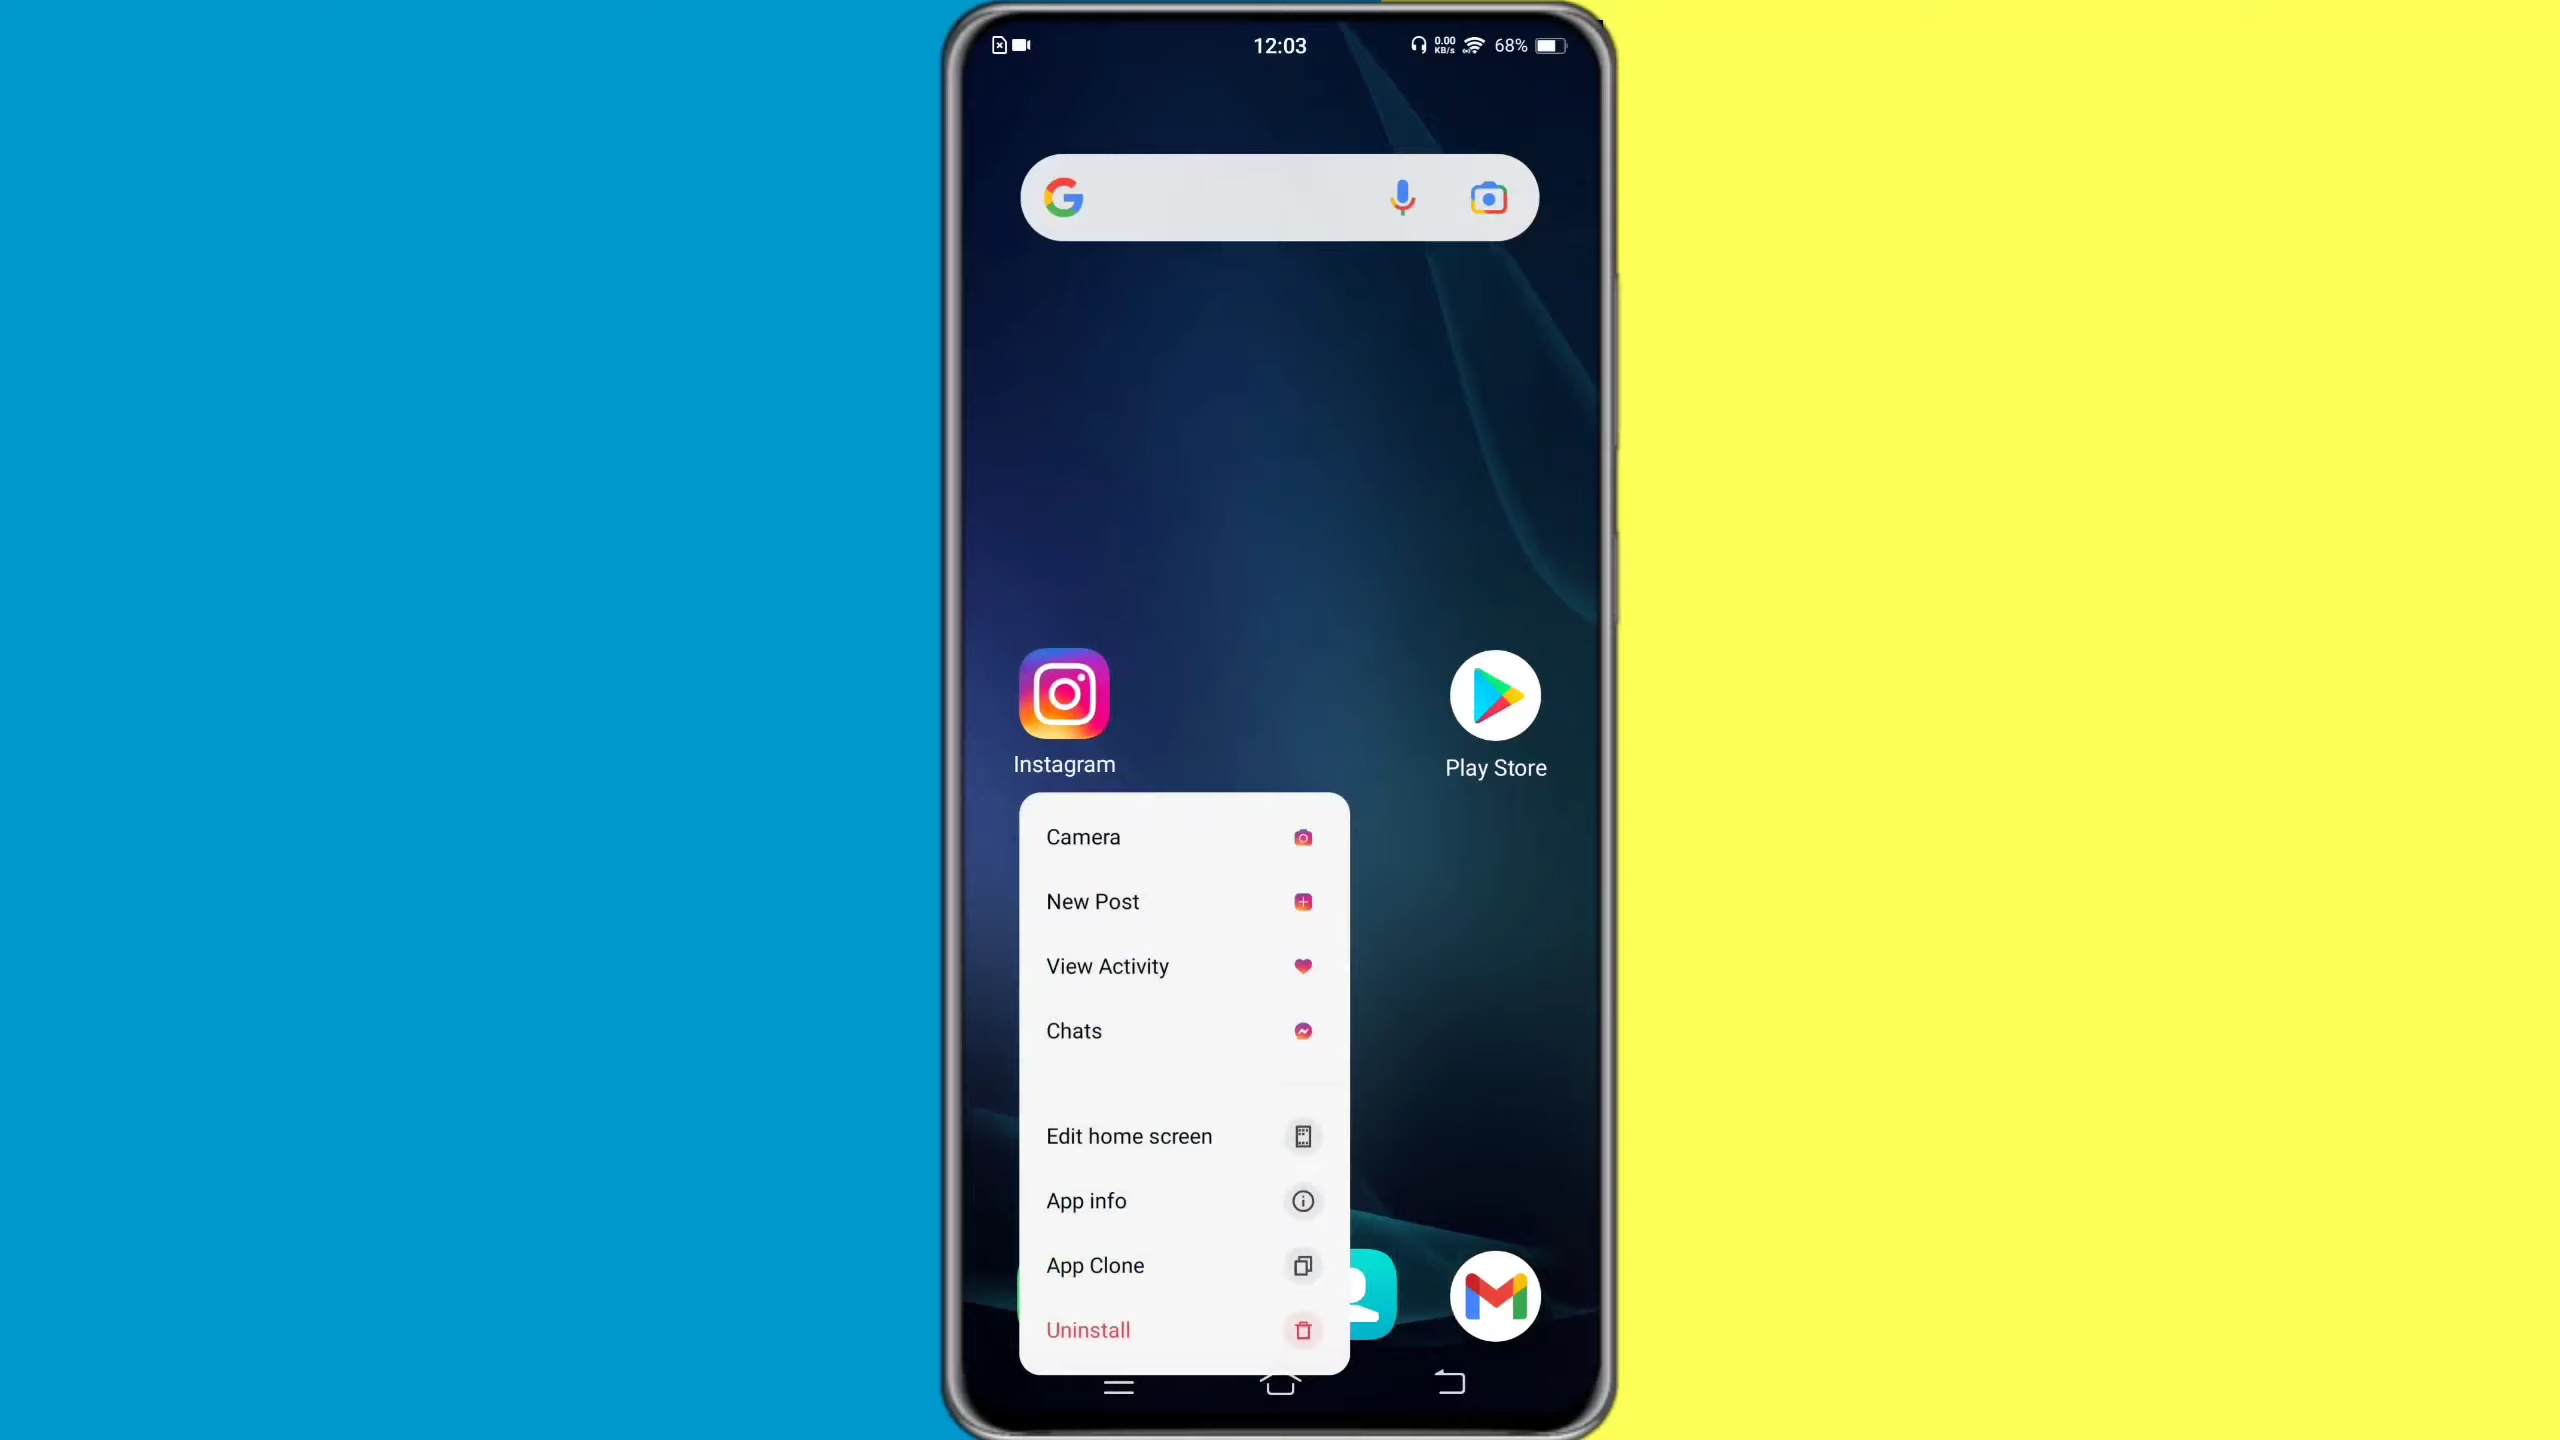 12:03
0.00
KB/s
68%
Instagram
Play Store
Camera
New Post
View Activity
Chats
Edit home screen
App info
App Clone
Uninstall